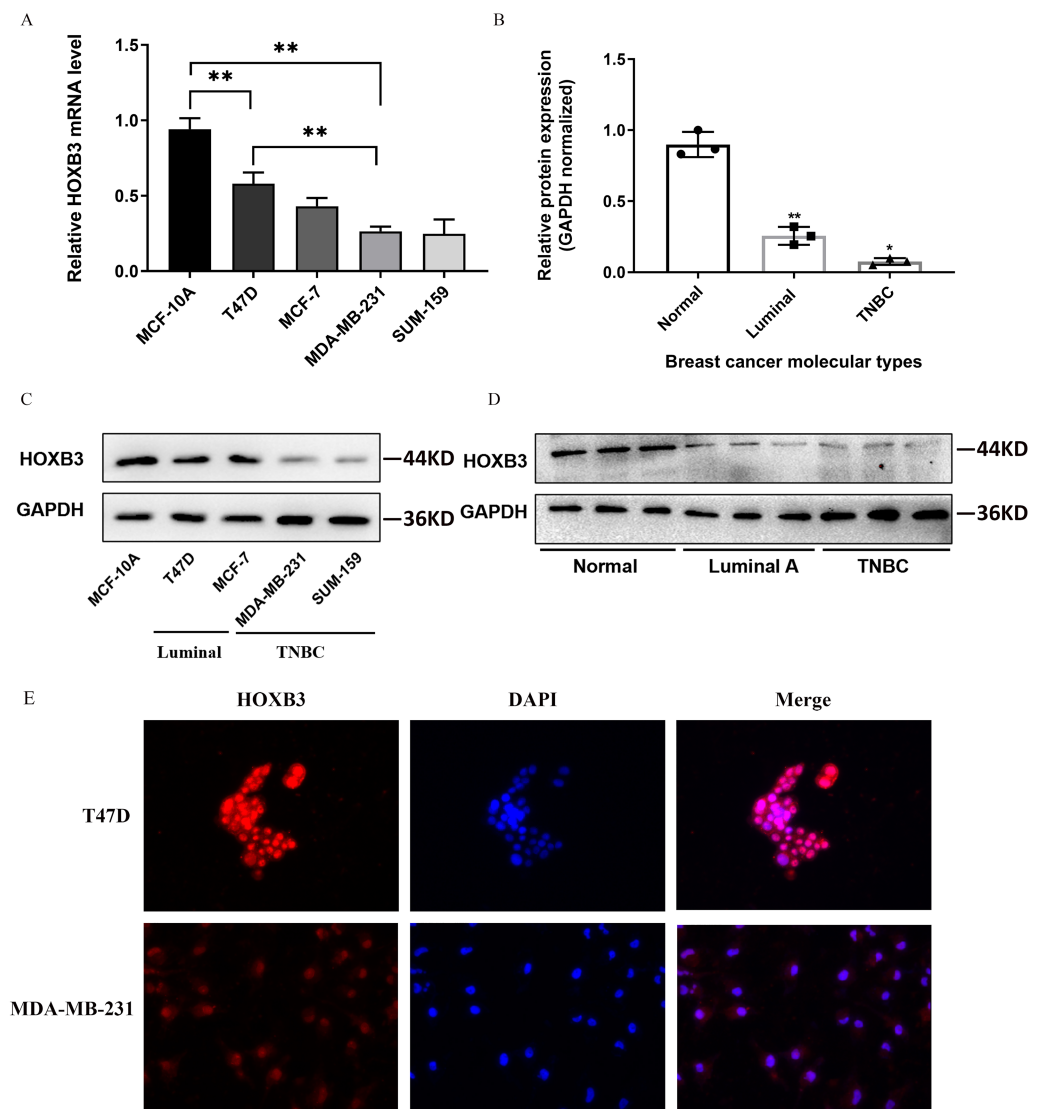 A
Relative HOXB3 mRNA level
1.5
1.0
0.5
0.0
**
**
**
MCF-10A
T47D
MCF-7
MDA-MB-231
SUM-159
B
Relative protein expression
(GAPDH normalized)
1.5
1.0
0.5
0.0
**
*
Normal
Luminal
TNBC
Breast cancer molecular types
C
HOXB3
44KD
GAPDH
36KD
MCF-10A
T47D
MCF-7
MDA-MB-231
SUM-159
Luminal
TNBC
D
HOXB3
44KD
GAPDH
36KD
Normal
Luminal A
TNBC
E
HOXB3
DAPI
Merge
T47D
MDA-MB-231